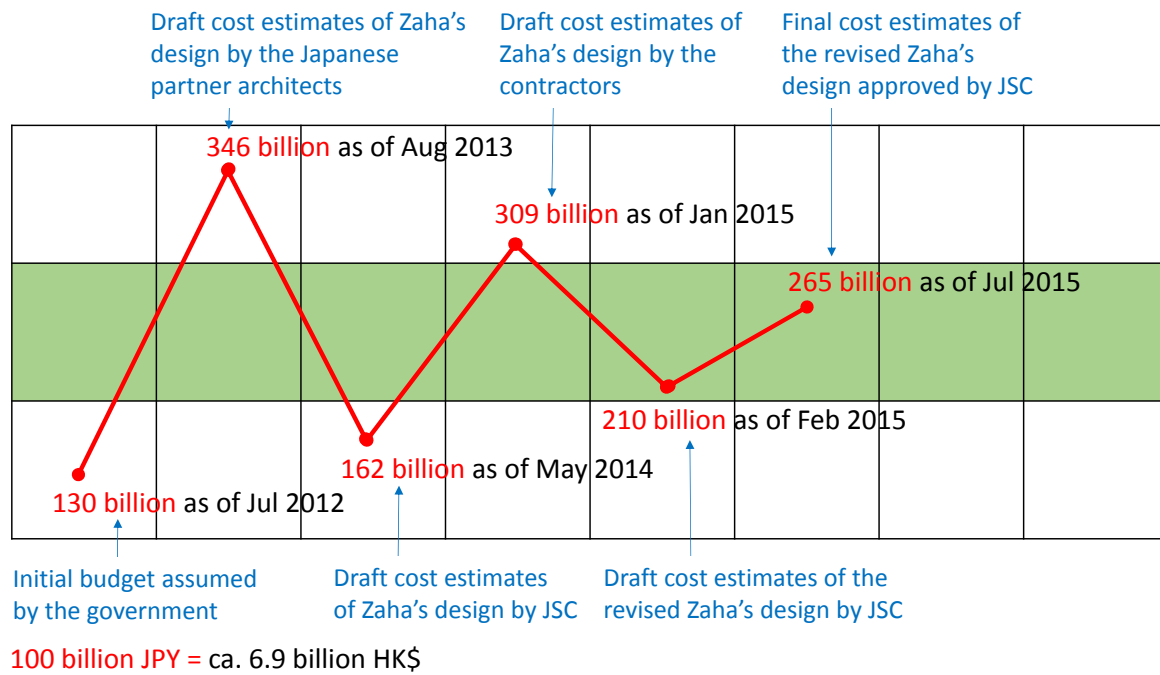 Draft cost estimates of Zaha's
design by the Japanese
partner architects
Draft cost estimates of
Zaha's design by the
contractors
Final cost estimates of
the revised Zaha's
design approved by JSC
346 billion as of Aug 2013
309 billion as of Jan 2015
265 billion as of Jul 2015
210 billion as of Feb 2015
162 billion as of May 2014
130 billion as of Jul 2012
Initial budget assumed
by the government
Draft cost estimates
of Zaha's design by JSC
Draft cost estimates of the
revised Zaha's design by JSC
100 billion JPY = ca. 6.9 billion HK$